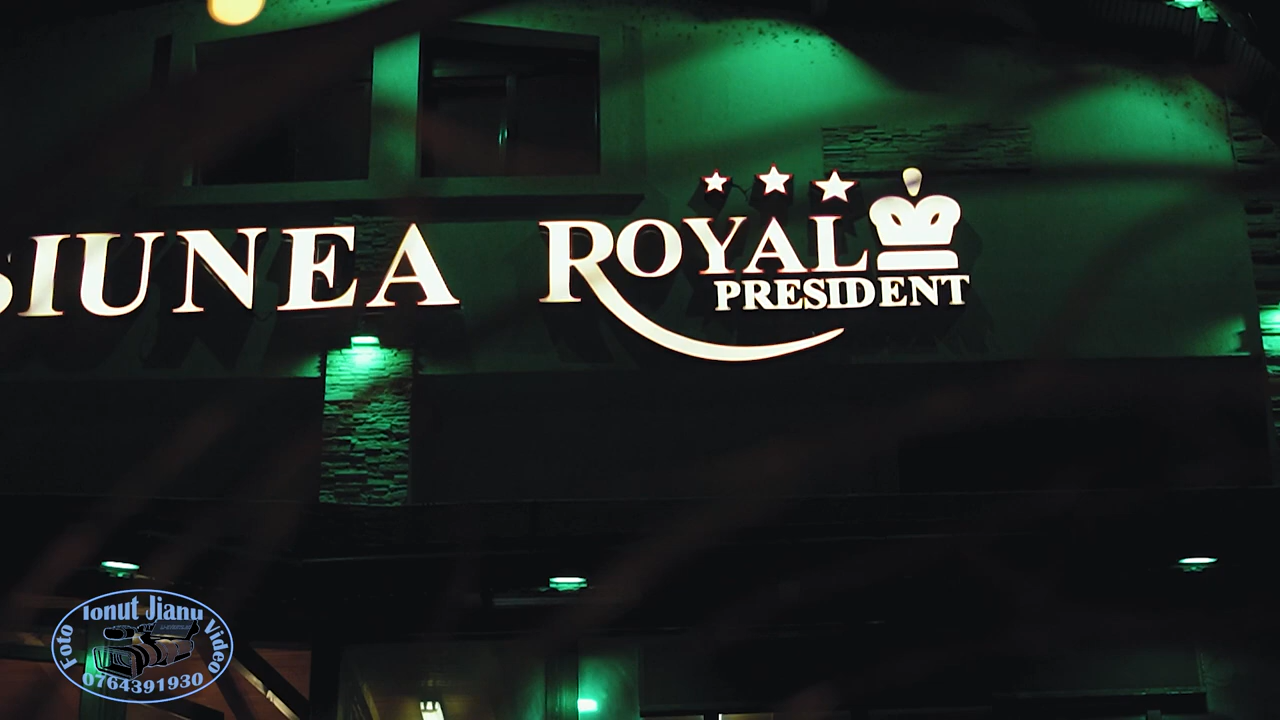 SIUNEA ROYAL
PRESIDENT
Ionut Jianu
Foto Video
0764391930